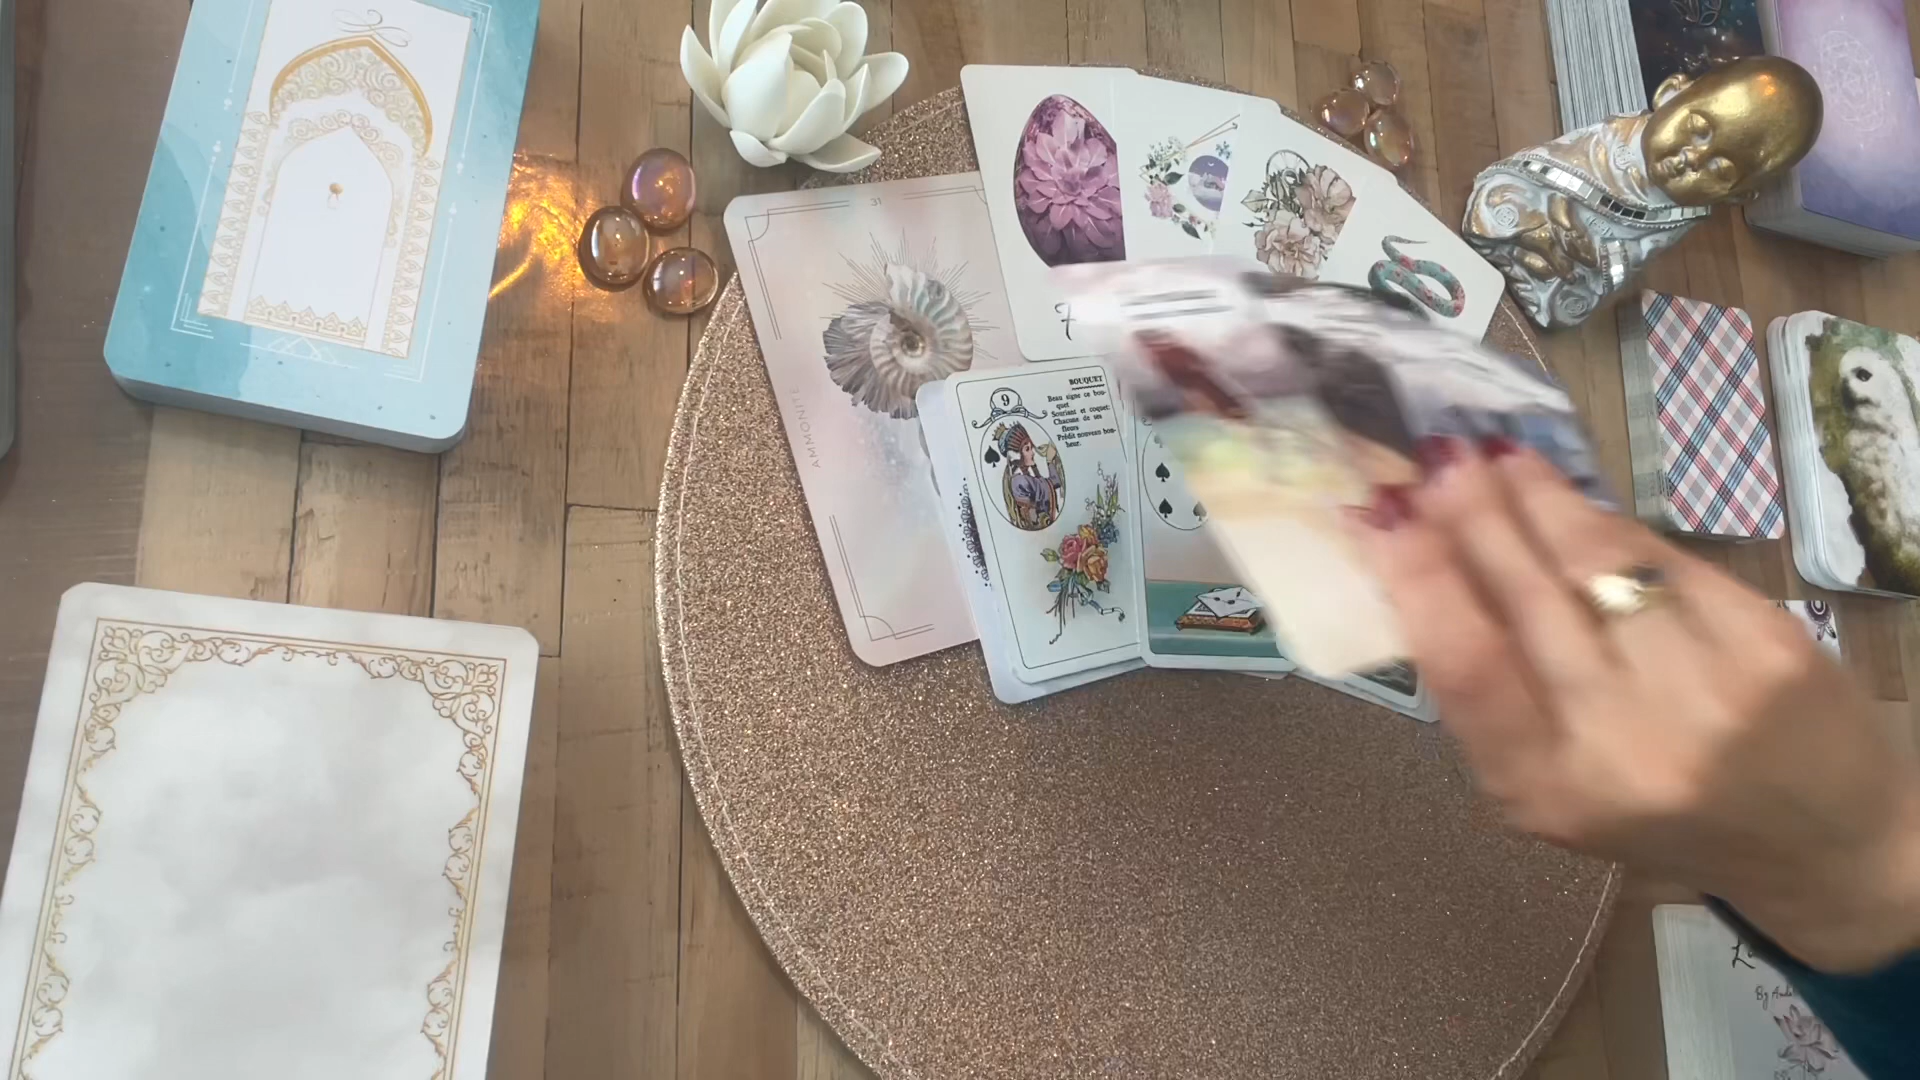 31
AMMONITE
BOUQUET
9
Beau signe ce bou-
quet
Souriant et coquet:
Chacune de ses
fleurs
Prédit nouveau bon-
heur.
By